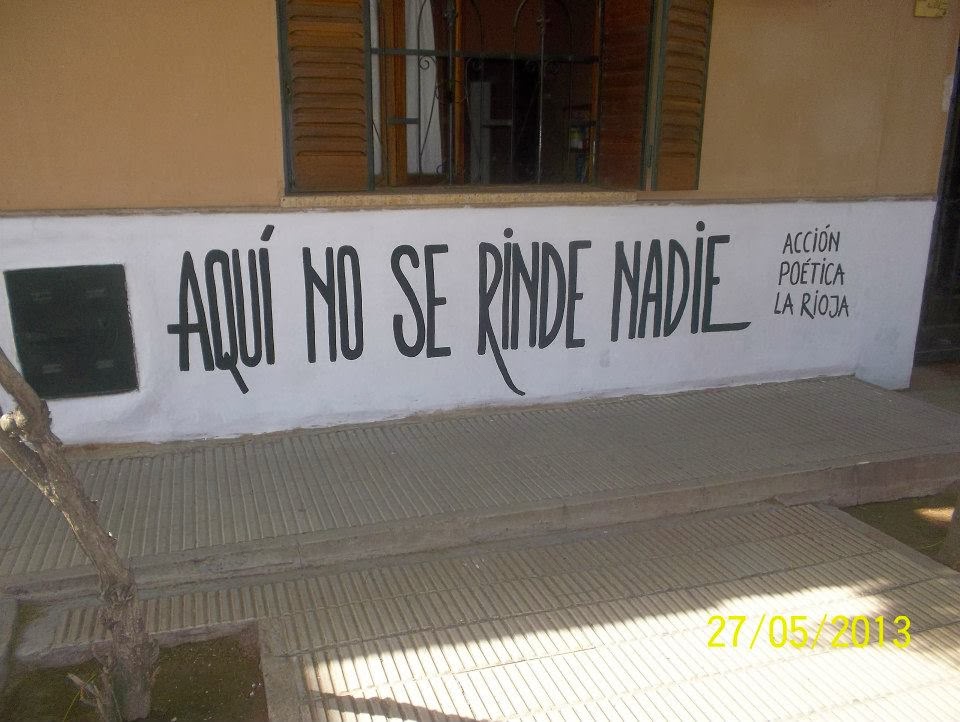 AQUÍ NO SE RINDE NADIE
ACCIÓN
POÉTICA
LA RIOJA
27/05/2013